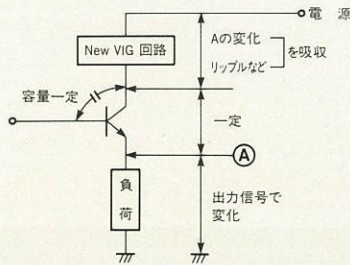 電源
New VIG 回路
Aの変化
リップルなど
を吸収
容量一定
一定
A
負荷
出力信号で
変化